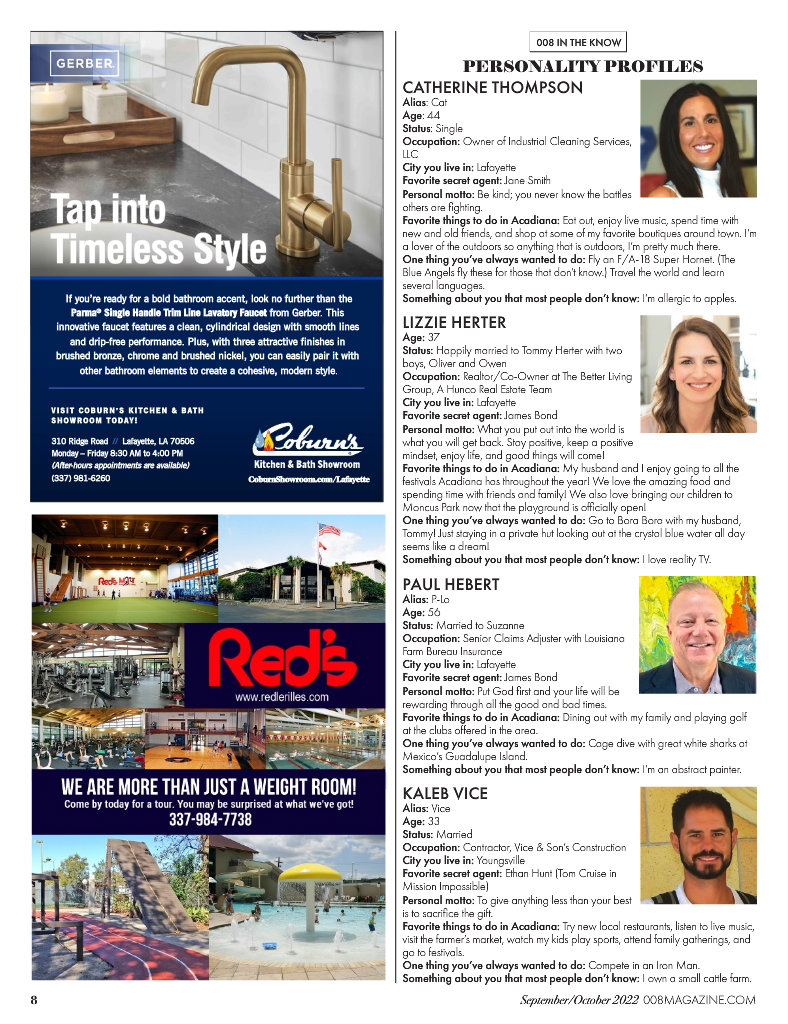 GERBER.
Tap into
Timeless Style
If you're ready for a bold bathroom accent, look no further than the
Parma® Single Handle Trim Line Lavatory Faucet from Gerber. This
innovative faucet features a clean, cylindrical design with smooth lines
and drip-free performance. Plus, with three attractive finishes in
brushed bronze, chrome and brushed nickel, you can easily pair it with
other bathroom elements to create a cohesive, modern style.
VISIT COBURN'S KITCHEN & BATH
SHOWROOM TODAY!
310 Ridge Road // Lafayette, LA 70506
Monday – Friday 8:30 AM to 4:00 PM
(After-hours appointments are available)
(337) 981-6260
Coburn's
Kitchen & Bath Showroom
CoburnShowroom.com/Lafayette
Red's
Red's
www.redlerilles.com
WE ARE MORE THAN JUST A WEIGHT ROOM!
Come by today for a tour. You may be surprised at what we've got!
337-984-7738
008 IN THE KNOW
PERSONALITY PROFILES
CATHERINE THOMPSON
Alias: Cat
Age: 44
Status: Single
Occupation: Owner of Industrial Cleaning Services,
LLC
City you live in: Lafayette
Favorite secret agent: Jane Smith
Personal motto: Be kind; you never know the battles
others are fighting.
Favorite things to do in Acadiana: Eat out, enjoy live music, spend time with
new and old friends, and shop at some of my favorite boutiques around town. I'm
a lover of the outdoors so anything that is outdoors, I'm pretty much there.
One thing you've always wanted to do: Fly an F/A-18 Super Hornet. (The
Blue Angels fly these for those that don't know.) Travel the world and learn
several languages.
Something about you that most people don't know: I'm allergic to apples.
LIZZIE HERTER
Age: 37
Status: Happily married to Tommy Herter with two
boys, Oliver and Owen
Occupation: Realtor/Co-Owner at The Better Living
Group, A Hunco Real Estate Team
City you live in: Lafayette
Favorite secret agent: James Bond
Personal motto: What you put out into the world is
what you will get back. Stay positive, keep a positive
mindset, enjoy life, and good things will come!
Favorite things to do in Acadiana: My husband and I enjoy going to all the
festivals Acadiana has throughout the year! We love the amazing food and
spending time with friends and family! We also love bringing our children to
Moncus Park now that the playground is officially open!
One thing you've always wanted to do: Go to Bora Bora with my husband,
Tommy! Just staying in a private hut looking out at the crystal blue water all day
seems like a dream!
Something about you that most people don't know: I love reality TV.
PAUL HEBERT
Alias: P-Lo
Age: 56
Status: Married to Suzanne
Occupation: Senior Claims Adjuster with Louisiana
Farm Bureau Insurance
City you live in: Lafayette
Favorite secret agent: James Bond
Personal motto: Put God first and your life will be
rewarding through all the good and bad times.
Favorite things to do in Acadiana: Dining out with my family and playing golf
at the clubs offered in the area.
One thing you've always wanted to do: Cage dive with great white sharks at
Mexico's Guadalupe Island.
Something about you that most people don't know: I'm an abstract painter.
KALEB VICE
Alias: Vice
Age: 33
Status: Married
Occupation: Contractor, Vice & Son's Construction
City you live in: Youngsville
Favorite secret agent: Ethan Hunt (Tom Cruise in
Mission Impossible)
Personal motto: To give anything less than your best
is to sacrifice the gift.
Favorite things to do in Acadiana: Try new local restaurants, listen to live music,
visit the farmer's market, watch my kids play sports, attend family gatherings, and
go to festivals.
One thing you've always wanted to do: Compete in an Iron Man.
Something about you that most people don't know: I own a small cattle farm.
8
September/October 2022 008MAGAZINE.COM